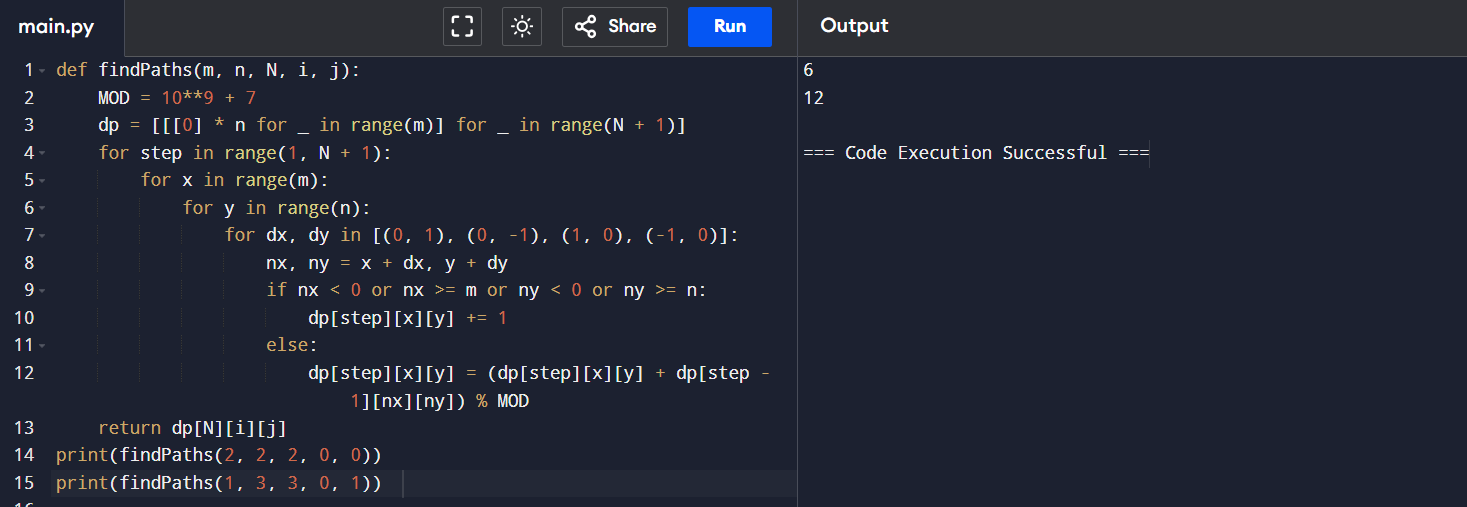 main.py
Share
Run
Output
1 def findPaths(m, n, N, i, j):
2     MOD = 10**9 + 7
3     dp = [[[0] * n for _ in range(m)] for _ in range(N + 1)]
4     for step in range(1, N + 1):
5         for x in range(m):
6             for y in range(n):
7                 for dx, dy in [(0, 1), (0, -1), (1, 0), (-1, 0)]:
8                     nx, ny = x + dx, y + dy
9                     if nx < 0 or nx >= m or ny < 0 or ny >= n:
10                         dp[step][x][y] += 1
11                     else:
12                         dp[step][x][y] = (dp[step][x][y] + dp[step -
                            1][nx][ny]) % MOD
13     return dp[N][i][j]
14 print(findPaths(2, 2, 2, 0, 0))
15 print(findPaths(1, 3, 3, 0, 1))
16
6
12
=== Code Execution Successful ===